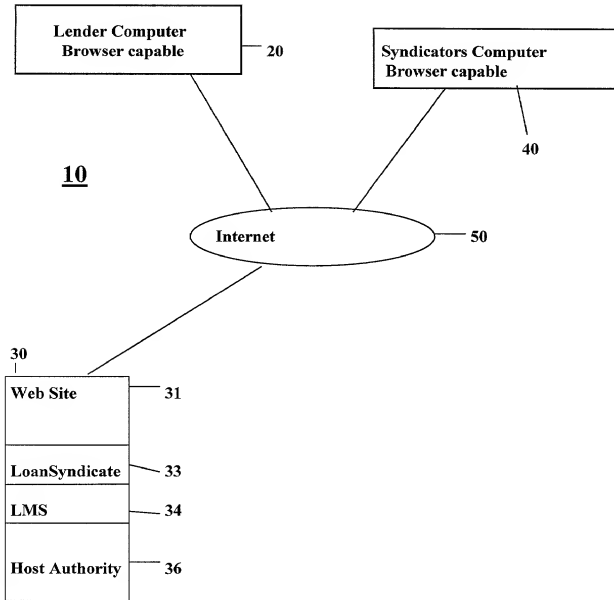 Lender Computer
Browser capable
20
Syndicators Computer
Browser capable
40
10
Internet
50
30
Web Site
31
LoanSyndicate
33
LMS
34
Host Authority
36